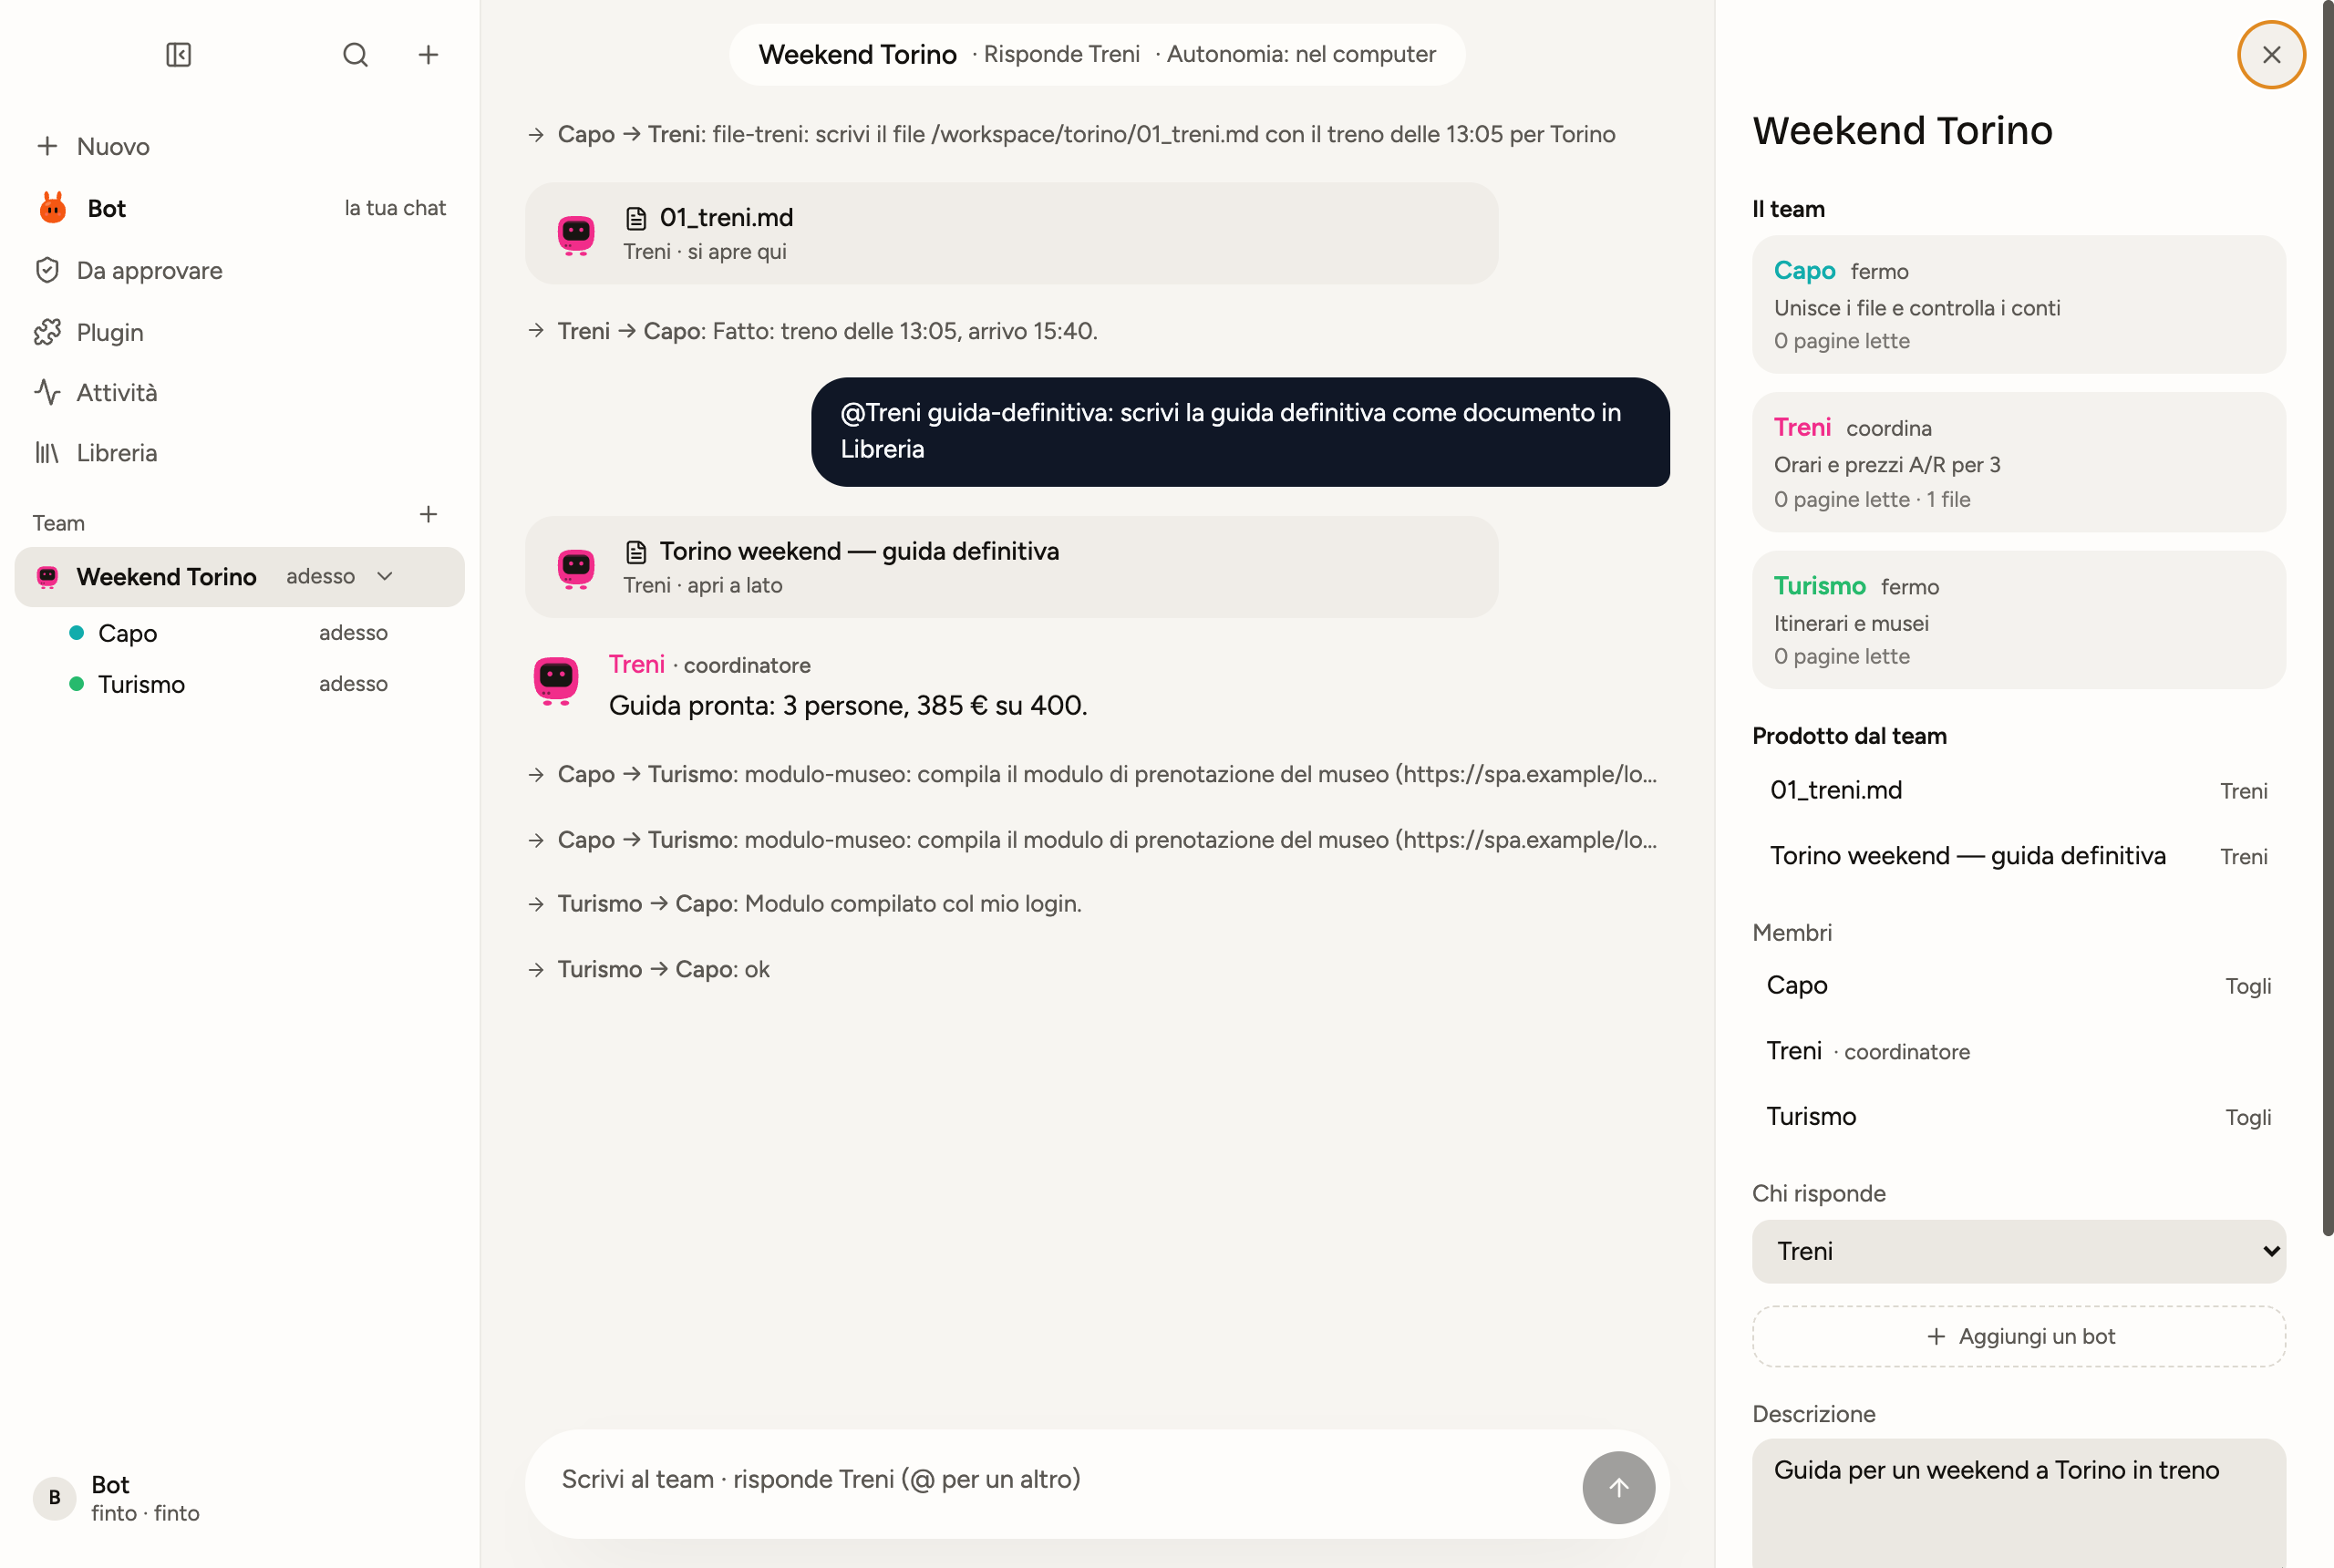 Nuovo
Bot
la tua chat
Da approvare
Plugin
Attività
Libreria
Team
Weekend Torino adesso
Capo adesso
Turismo adesso
B
Bot
finto · finto
Weekend Torino · Risponde Treni · Autonomia: nel computer
→ Capo → Treni: file-treni: scrivi il file /workspace/torino/01_treni.md con il treno delle 13:05 per Torino
01_treni.md
Treni · si apre qui
→ Treni → Capo: Fatto: treno delle 13:05, arrivo 15:40.
@Treni guida-definitiva: scrivi la guida definitiva come documento in
Libreria
Torino weekend — guida definitiva
Treni · apri a lato
Treni · coordinatore
Guida pronta: 3 persone, 385 € su 400.
→ Capo → Turismo: modulo-museo: compila il modulo di prenotazione del museo (https://spa.example/lo...
→ Capo → Turismo: modulo-museo: compila il modulo di prenotazione del museo (https://spa.example/lo...
→ Turismo → Capo: Modulo compilato col mio login.
→ Turismo → Capo: ok
Scrivi al team · risponde Treni (@ per un altro)
Weekend Torino
Il team
Capo fermo
Unisce i file e controlla i conti
0 pagine lette
Treni coordina
Orari e prezzi A/R per 3
0 pagine lette · 1 file
Turismo fermo
Itinerari e musei
0 pagine lette
Prodotto dal team
01_treni.md Treni
Torino weekend — guida definitiva Treni
Membri
Capo Togli
Treni · coordinatore
Turismo Togli
Chi risponde
Treni
+ Aggiungi un bot
Descrizione
Guida per un weekend a Torino in treno